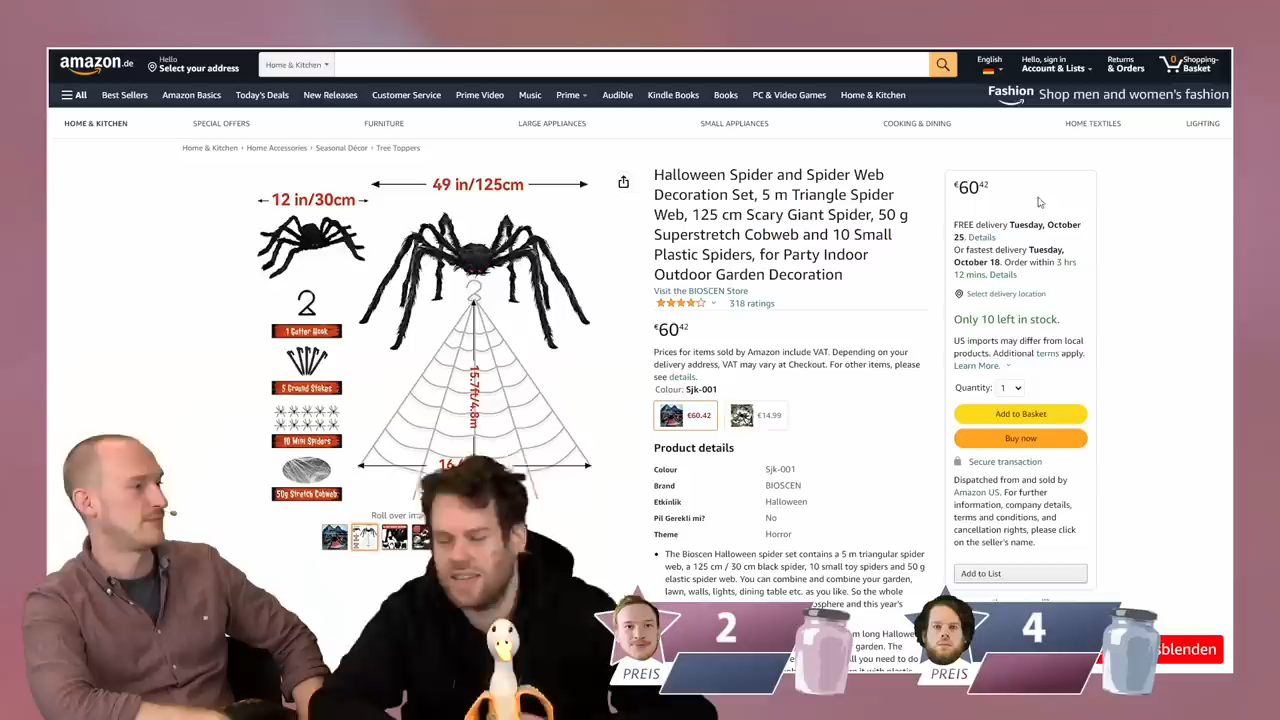 amazon.de
Hello
Select your address
Home & Kitchen
English
Hello, sign in
Account & Lists
Returns
& Orders
0
Shopping-
Basket
All
Best Sellers
Amazon Basics
Today's Deals
New Releases
Customer Service
Prime Video
Music
Prime
Audible
Kindle Books
Books
PC & Video Games
Home & Kitchen
Fashion Shop men and women's fashion
HOME & KITCHEN
SPECIAL OFFERS
FURNITURE
LARGE APPLIANCES
SMALL APPLIANCES
COOKING & DINING
HOME TEXTILES
LIGHTING
Home & Kitchen › Home Accessories › Seasonal Décor › Tree Toppers
49 in/125cm
12 in/30cm
1 Gutter Hook
5 Ground Stakes
10 Mini Spiders
50g Stretch Cobweb
15.7ft/4.8m
Halloween Spider and Spider Web
Decoration Set, 5 m Triangle Spider
Web, 125 cm Scary Giant Spider, 50 g
Superstretch Cobweb and 10 Small
Plastic Spiders, for Party Indoor
Outdoor Garden Decoration
Visit the BIOSCEN Store
318 ratings
€60 42
Prices for items sold by Amazon include VAT. Depending on your
delivery address, VAT may vary at Checkout. For other items, please
see details.
Colour: Sjk-001
€60.42
€14.99
Product details
Colour Sjk-001
Brand BIOSCEN
Etkinlik Halloween
Pil Gerekli mi? No
Theme Horror
• The Bioscen Halloween spider set contains a 5 m triangular spider
web, a 125 cm / 30 cm black spider, 10 small toy spiders and 50 g
elastic spider web. You can combine and combine your garden,
lawn, walls, lights, dining table etc. as you like. So the whole
and this year's
m long
garden. The
you need to do
€60 42
FREE delivery Tuesday, October
25. Details
Or fastest delivery Tuesday,
October 18. Order within 3 hrs
12 mins. Details
Select delivery location
Only 10 left in stock.
US imports may differ from local
products. Additional terms apply.
Learn More.
Quantity: 1
Add to Basket
Buy now
Secure transaction
Dispatched from and sold by
Amazon US. For further
information, company details,
terms and conditions, and
cancellation rights, please click
on the seller's name.
Add to List
2
PREIS
4
PREIS